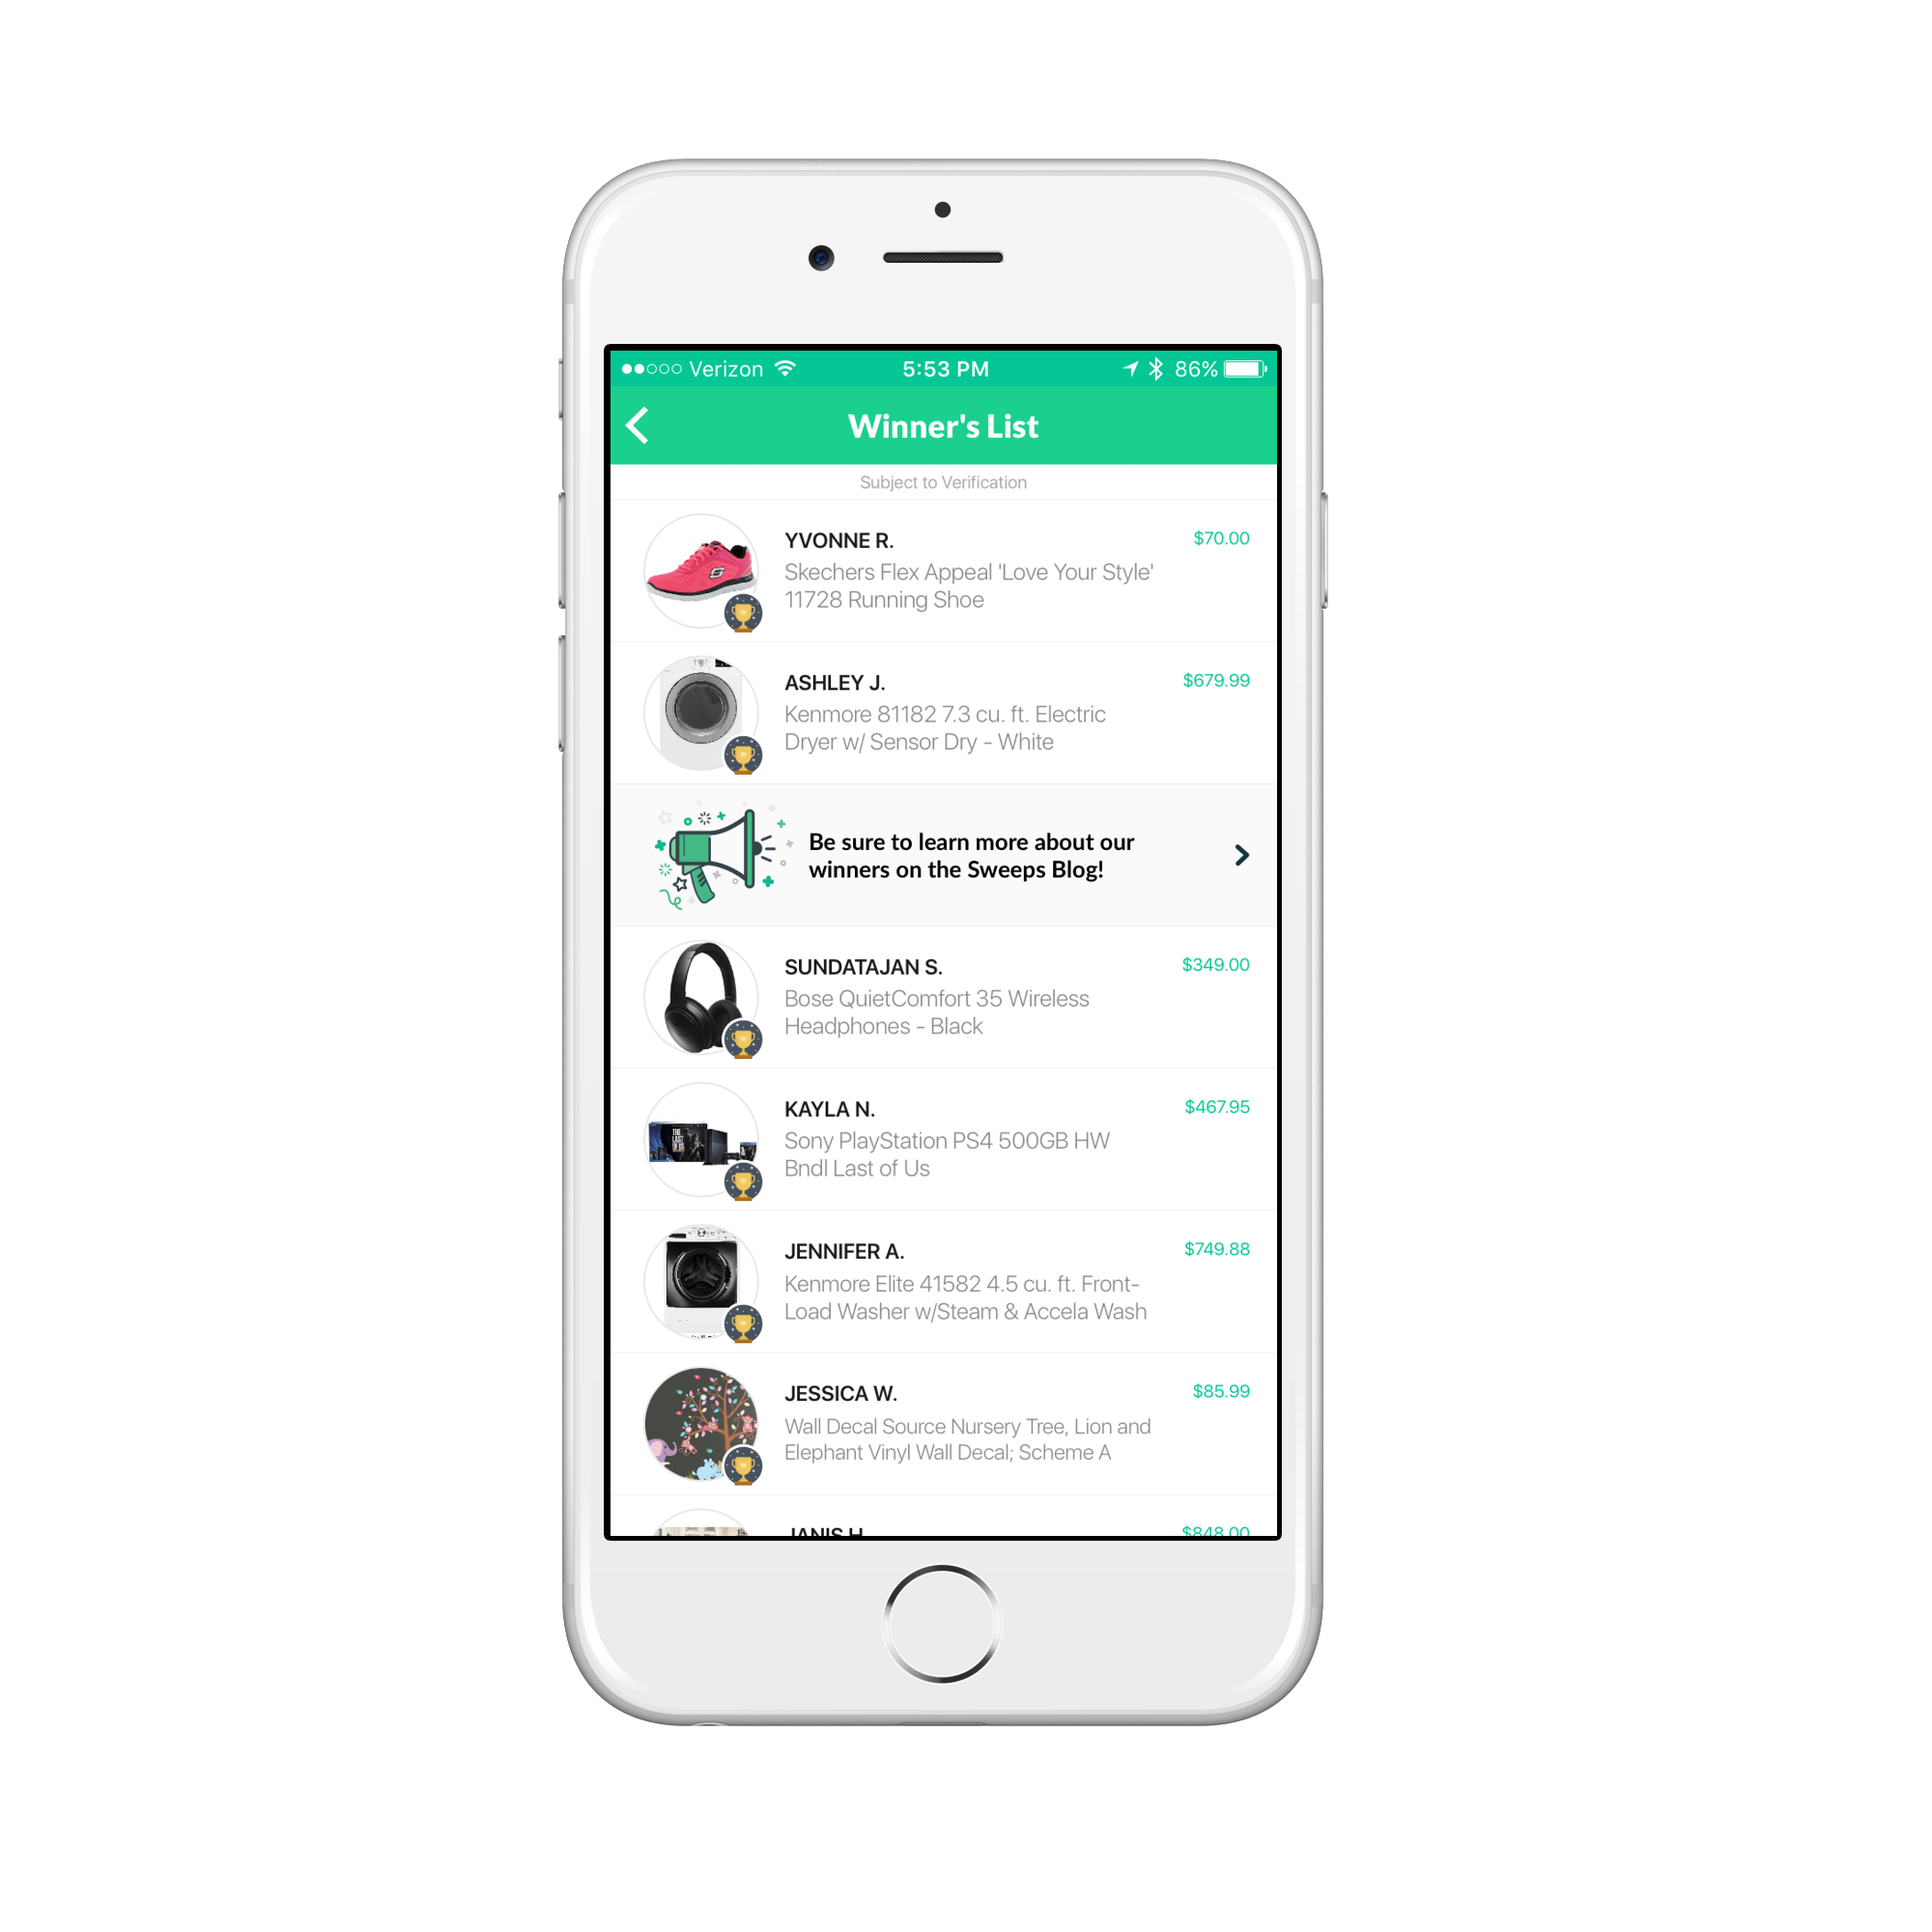 Verizon 5:53 PM 86%
Winner's List
Subject to Verification
YVONNE R. $70.00
Skechers Flex Appeal 'Love Your Style'
11728 Running Shoe
ASHLEY J. $679.99
Kenmore 81182 7.3 cu. ft. Electric
Dryer w/ Sensor Dry - White
Be sure to learn more about our
winners on the Sweeps Blog!
SUNDATAJAN S. $349.00
Bose QuietComfort 35 Wireless
Headphones - Black
KAYLA N. $467.95
Sony PlayStation PS4 500GB HW
Bndl Last of Us
THE
LAST
OF US
JENNIFER A. $749.88
Kenmore Elite 41582 4.5 cu. ft. Front-
Load Washer w/Steam & Accela Wash
JESSICA W. $85.99
Wall Decal Source Nursery Tree, Lion and
Elephant Vinyl Wall Decal; Scheme A
JANIS H. $848.00